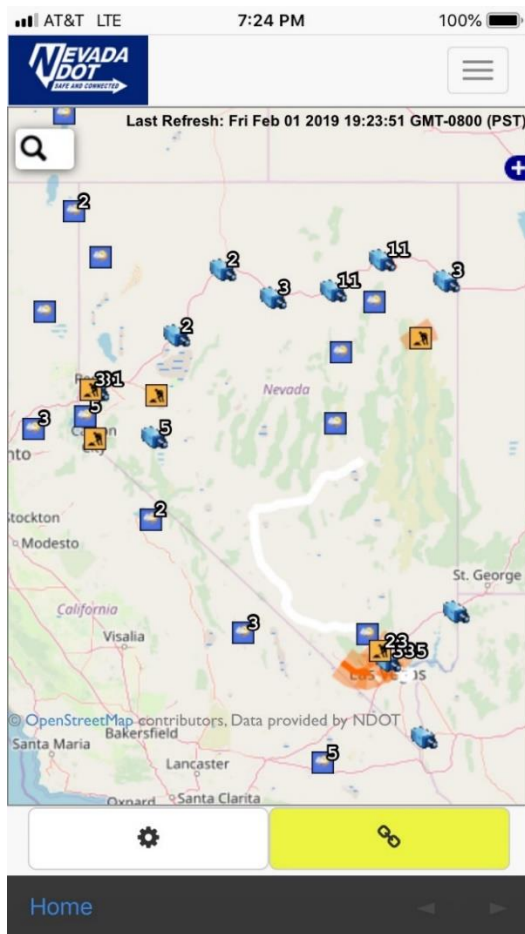 AT&T LTE 7:24 PM 100%
NEVADA
DOT
SAFE AND CONNECTED
Last Refresh: Fri Feb 01 2019 19:23:51 GMT-0800 (PST)
2
2
11
11
3
3
2
331
5
3
5
Nevada
City
nto
2
Stockton
Modesto
St. George
California
3
Visalia
23
535
© OpenStreetMap contributors, Data provided by NDOT
Bakersfield
Santa Maria
5
Lancaster
Oxnard
Santa Clarita
Home